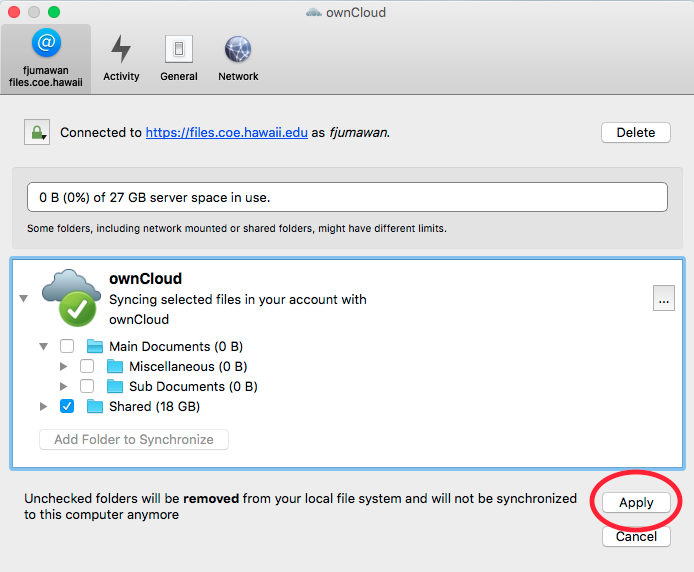 ownCloud
@
fjumawan
files.coe.hawaii
Activity
General
Network
Connected to https://files.coe.hawaii.edu as fjumawan.
Delete
0 B (0%) of 27 GB server space in use.
Some folders, including network mounted or shared folders, might have different limits.
ownCloud
Syncing selected files in your account with
ownCloud
...
Main Documents (0 B)
Miscellaneous (0 B)
Sub Documents (0 B)
Shared (18 GB)
Add Folder to Synchronize
Unchecked folders will be removed from your local file system and will not be synchronized
to this computer anymore
Apply
Cancel